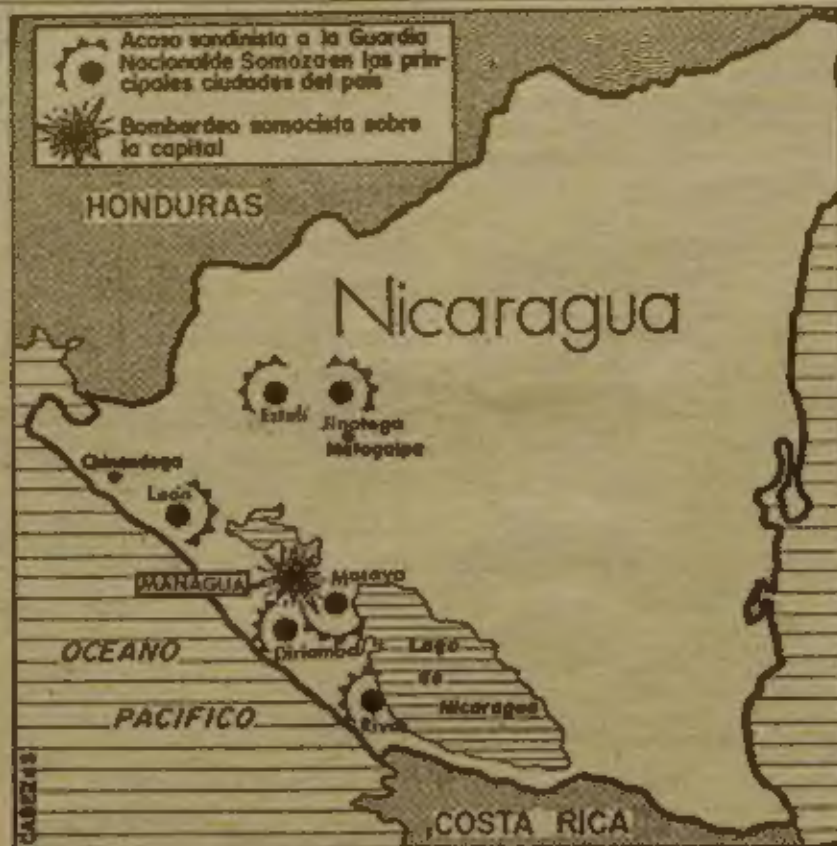 Acoso sandinista a la Guardia
Nacional de Somoza en las prin-
cipales ciudades del país
Bombardeo somocista sobre
la capital
HONDURAS
Nicaragua
Estelí
Jinotega
Matagalpa
Chinandega
León
MANAGUA
Masaya
Diriamba
OCEANO
PACIFICO
Lago
de
Nicaragua
Rivas
COSTA RICA
CABEZAS